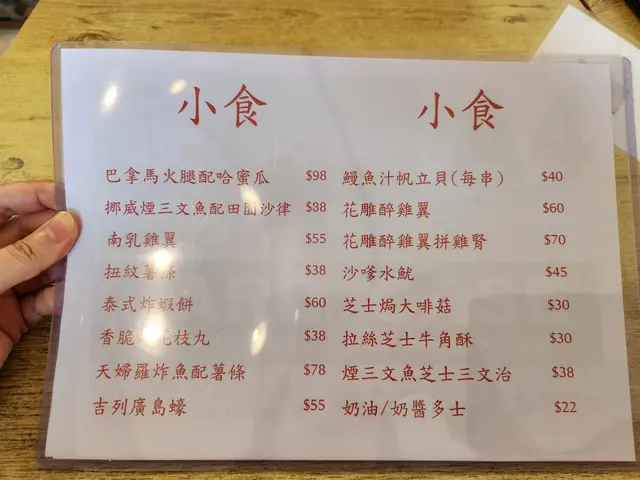 小食
巴拿馬火腿配哈蜜瓜 $98
挪威煙三文魚配田園沙律 $88
南乳雞翼 $55
扭紋薯條 $38
泰式炸蝦餅 $60
香脆 花枝丸 $38
天婦羅炸魚配薯條 $78
吉列廣島蠔 $55
小食
鰻魚汁帆立貝(每串) $40
花雕醉雞翼 $60
花雕醉雞翼拼雞腎 $70
沙嗲水魷 $45
芝士焗大啡菇 $30
拉絲芝士牛角酥 $30
煙三文魚芝士三文治 $38
奶油/奶醬多士 $22